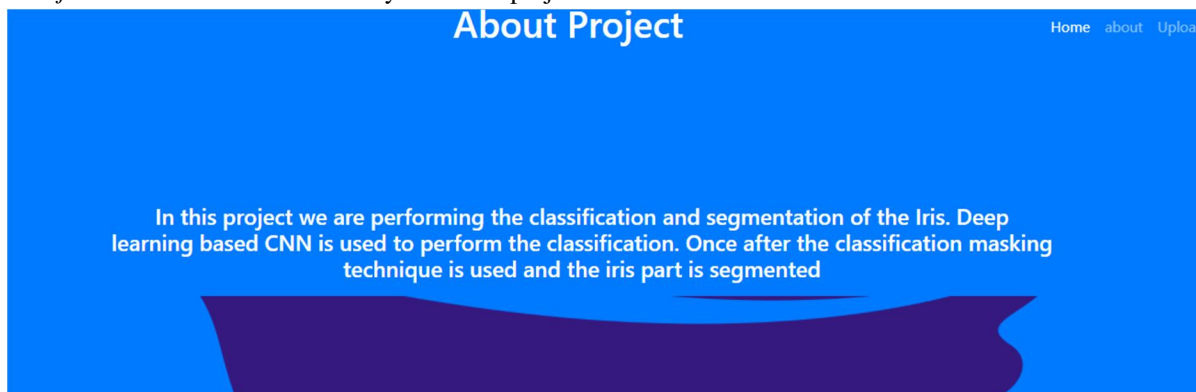 About Project
Home about Uploa
In this project we are performing the classification and segmentation of the Iris. Deep
learning based CNN is used to perform the classification. Once after the classification masking
technique is used and the iris part is segmented